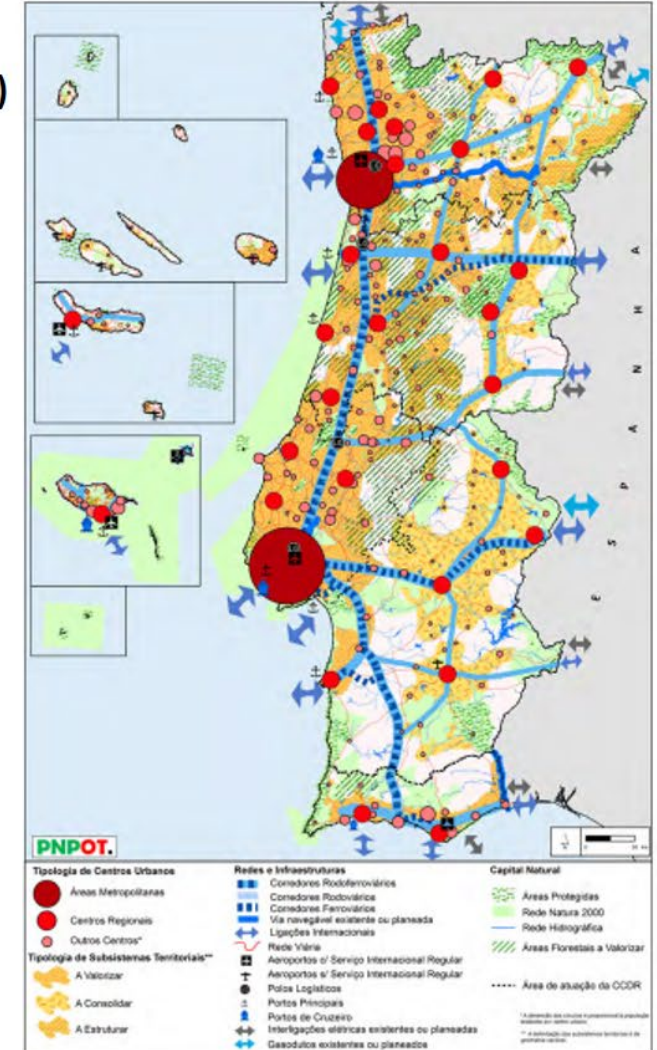 )
A
H
N
A
P
S
e
PNPOT.
Tipologia de Centros Urbanos
Áreas Metropolitanas
Centros Regionais
Outros Centros*
Tipologia de Subsistemas Territoriais**
A Valorizar
A Consolidar
A Estruturar
Redes e Infraestruturas
Corredores Rodoferroviários
Corredores Rodoviários
Corredores Ferroviários
Via navegável existente ou planeada
Ligações Internacionais
Rede Viária
Aeroportos c/ Serviço Internacional Regular
Aeroportos s/ Serviço Internacional Regular
Polos Logísticos
Portos Principais
Portos de Cruzeiro
Interligações elétricas existentes ou planeadas
Gasodutos existentes ou planeados
Capital Natural
Áreas Protegidas
Rede Natura 2000
Rede Hidrográfica
Áreas Florestais a Valorizar
Área de atuação da CCDR